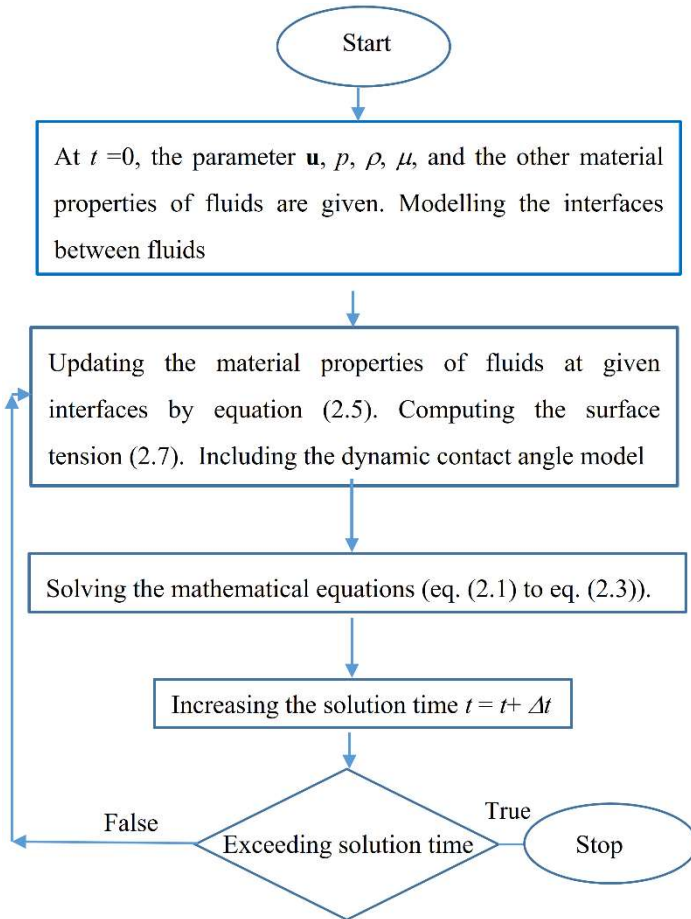 Start
At t =0, the parameter u, p, ρ, μ, and the other material
properties of fluids are given. Modelling the interfaces
between fluids
Updating the material properties of fluids at given
interfaces by equation (2.5). Computing the surface
tension (2.7). Including the dynamic contact angle model
Solving the mathematical equations (eq. (2.1) to eq. (2.3)).
Increasing the solution time t = t+ Δt
False
True
Exceeding solution time
Stop